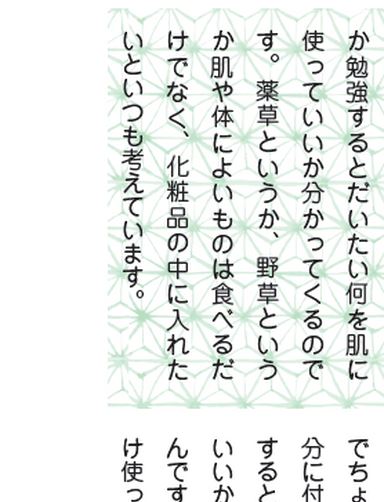 か勉強するとだいたい何を肌に
使っていいか分かってくるので
す。薬草というか、野草という
か肌や体によいものは食べるだ
けでなく、化粧品の中に入れた
いといつも考えています。
でちょ
分に付
すると
いいか
んです
け使っ